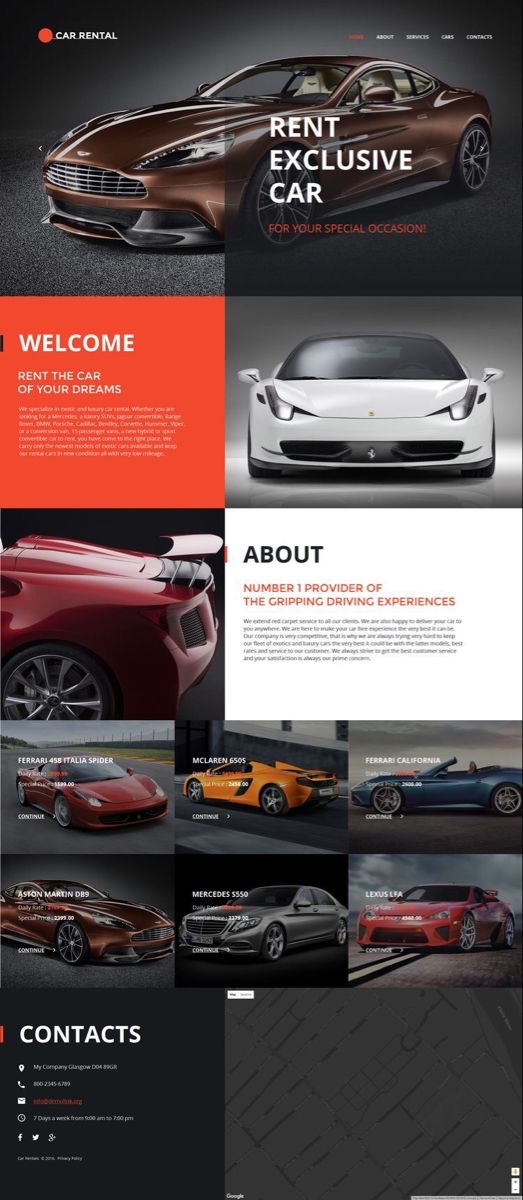 CAR.RENTAL
HOME
ABOUT
SERVICES
CARS
CONTACTS
RENT
EXCLUSIVE
CAR
FOR YOUR SPECIAL OCCASION!
WELCOME
RENT THE CAR
OF YOUR DREAMS
We specialize in exotic and luxury car rental. Whether you are
looking for a Mercedes, a luxury SUVs, Jaguar convertible, Range
Rover, BMW, Porsche, Cadillac, Bentley, Corvette, Hummer, Viper,
or a conversion van, 15 passenger vans, a new hybrid or sport
convertible car to rent, you have come to the right place. We
carry only the newest models of exotic cars available and keep
our rental cars in new condition all with very low mileage.
ABOUT
NUMBER 1 PROVIDER OF
THE GRIPPING DRIVING EXPERIENCES
We extend red carpet service to all our clients. We are also happy to deliver your car to
you anywhere. We are here to make your car hire experience the very best it can be.
Our company is very competitive, that is why we are always trying very hard to keep
our fleet of exotics and luxury cars the very best it could be with the latter models, best
rates and service to our customer. We always strive to get the best customer service
and your satisfaction is always our prime concern.
FERRARI 458 ITALIA SPIDER
Daily Rate :
Special Price : 1599.00
CONTINUE
MCLAREN 650S
Daily Rate :
Special Price : 2456.00
CONTINUE
FERRARI CALIFORNIA
Daily Rate :
Special Price : 2600.00
CONTINUE
ASTON MARTIN DB9
Daily Rate :
Special Price : 2399.00
CONTINUE
MERCEDES S550
Daily Rate :
Special Price : 3379.00
CONTINUE
LEXUS LFA
Daily Rate :
Special Price : 4560.00
CONTINUE
CONTACTS
My Company Glasgow D04 89GR
800-2345-6789
info@demolink.org
7 Days a week from 9:00 am to 7:00 pm
Car Rentals © 2016. Privacy Policy
Map
Google